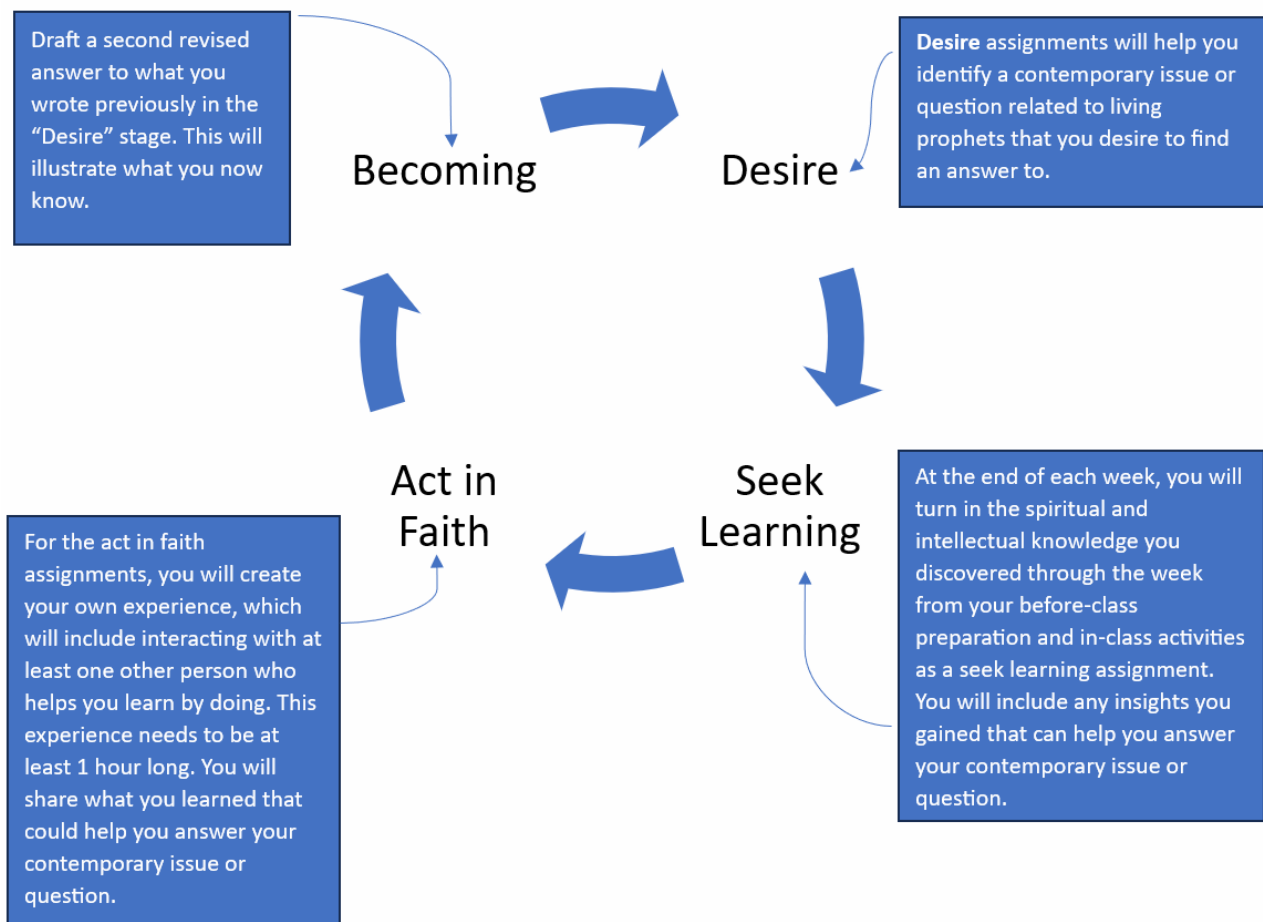 Draft a second revised
answer to what you
wrote previously in the
“Desire” stage. This will
illustrate what you now
know.
Becoming
Desire
Desire assignments will help you
identify a contemporary issue or
question related to living
prophets that you desire to find
an answer to.
Seek
Learning
At the end of each week, you will
turn in the spiritual and
intellectual knowledge you
discovered through the week
from your before-class
preparation and in-class activities
as a seek learning assignment.
You will include any insights you
gained that can help you answer
your contemporary issue or
question.
Act in
Faith
For the act in faith
assignments, you will create
your own experience, which
will include interacting with at
least one other person who
helps you learn by doing. This
experience needs to be at
least 1 hour long. You will
share what you learned that
could help you answer your
contemporary issue or
question.